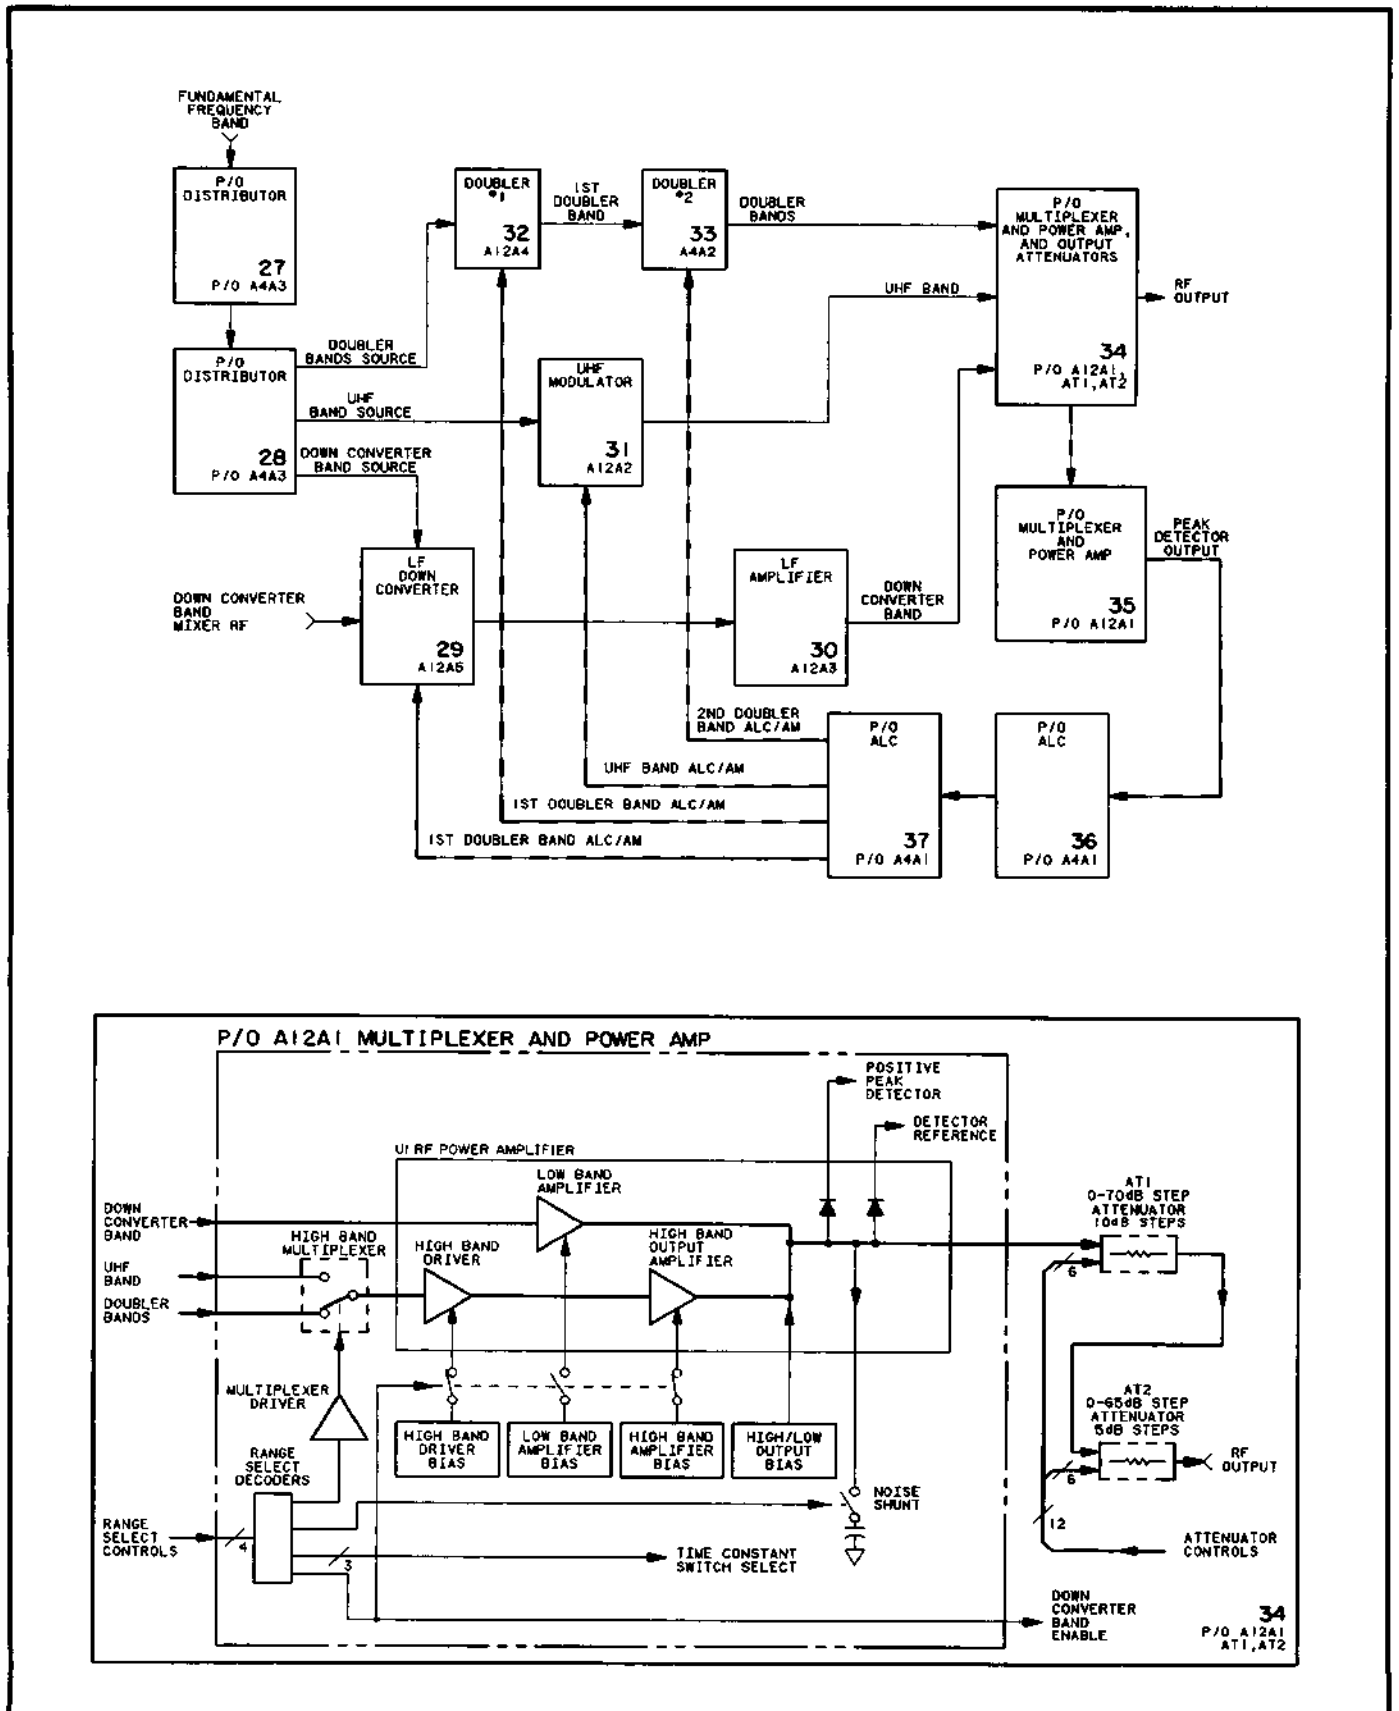 FUNDAMENTAL
FREQUENCY
BAND
P/O
DISTRIBUTOR
27
P/O A4A3
P/O
DISTRIBUTOR
28
P/O A4A3
DOUBLER
BANDS SOURCE
UHF
BAND SOURCE
DOWN CONVERTER
BAND SOURCE
DOUBLER
#1
32
A12A4
1ST
DOUBLER
BAND
DOUBLER
#2
33
A4A2
DOUBLER
BANDS
P/O
MULTIPLEXER
AND POWER AMP,
AND OUTPUT
ATTENUATORS
34
P/O A12A1,
AT1,AT2
RF
OUTPUT
UHF BAND
UHF
MODULATOR
31
A12A2
DOWN CONVERTER
BAND
MIXER RF
LF
DOWN
CONVERTER
29
A12A5
LF
AMPLIFIER
30
A12A3
DOWN
CONVERTER
BAND
P/O
MULTIPLEXER
AND
POWER AMP
35
P/O A12A1
PEAK
DETECTOR
OUTPUT
2ND DOUBLER
BAND ALC/AM
UHF BAND ALC/AM
1ST DOUBLER BAND ALC/AM
1ST DOUBLER BAND ALC/AM
P/O
ALC
37
P/O A4A1
P/O
ALC
36
P/O A4A1
P/O A12A1 MULTIPLEXER AND POWER AMP
POSITIVE
PEAK
DETECTOR
DETECTOR
REFERENCE
U1 RF POWER AMPLIFIER
LOW BAND
AMPLIFIER
DOWN
CONVERTER
BAND
HIGH BAND
MULTIPLEXER
HIGH BAND
DRIVER
HIGH BAND
OUTPUT
AMPLIFIER
UHF
BAND
DOUBLER
BANDS
AT1
0-70dB STEP
ATTENUATOR
10dB STEPS
6
MULTIPLEXER
DRIVER
HIGH BAND
DRIVER
BIAS
LOW BAND
AMPLIFIER
BIAS
HIGH BAND
AMPLIFIER
BIAS
HIGH/LOW
OUTPUT
BIAS
AT2
0-65dB STEP
ATTENUATOR
5dB STEPS
6
RF
OUTPUT
RANGE
SELECT
DECODERS
NOISE
SHUNT
RANGE
SELECT
CONTROLS
4
3
TIME CONSTANT
SWITCH SELECT
12
ATTENUATOR
CONTROLS
DOWN
CONVERTER
BAND
ENABLE
34
P/O A12A1
AT1,AT2